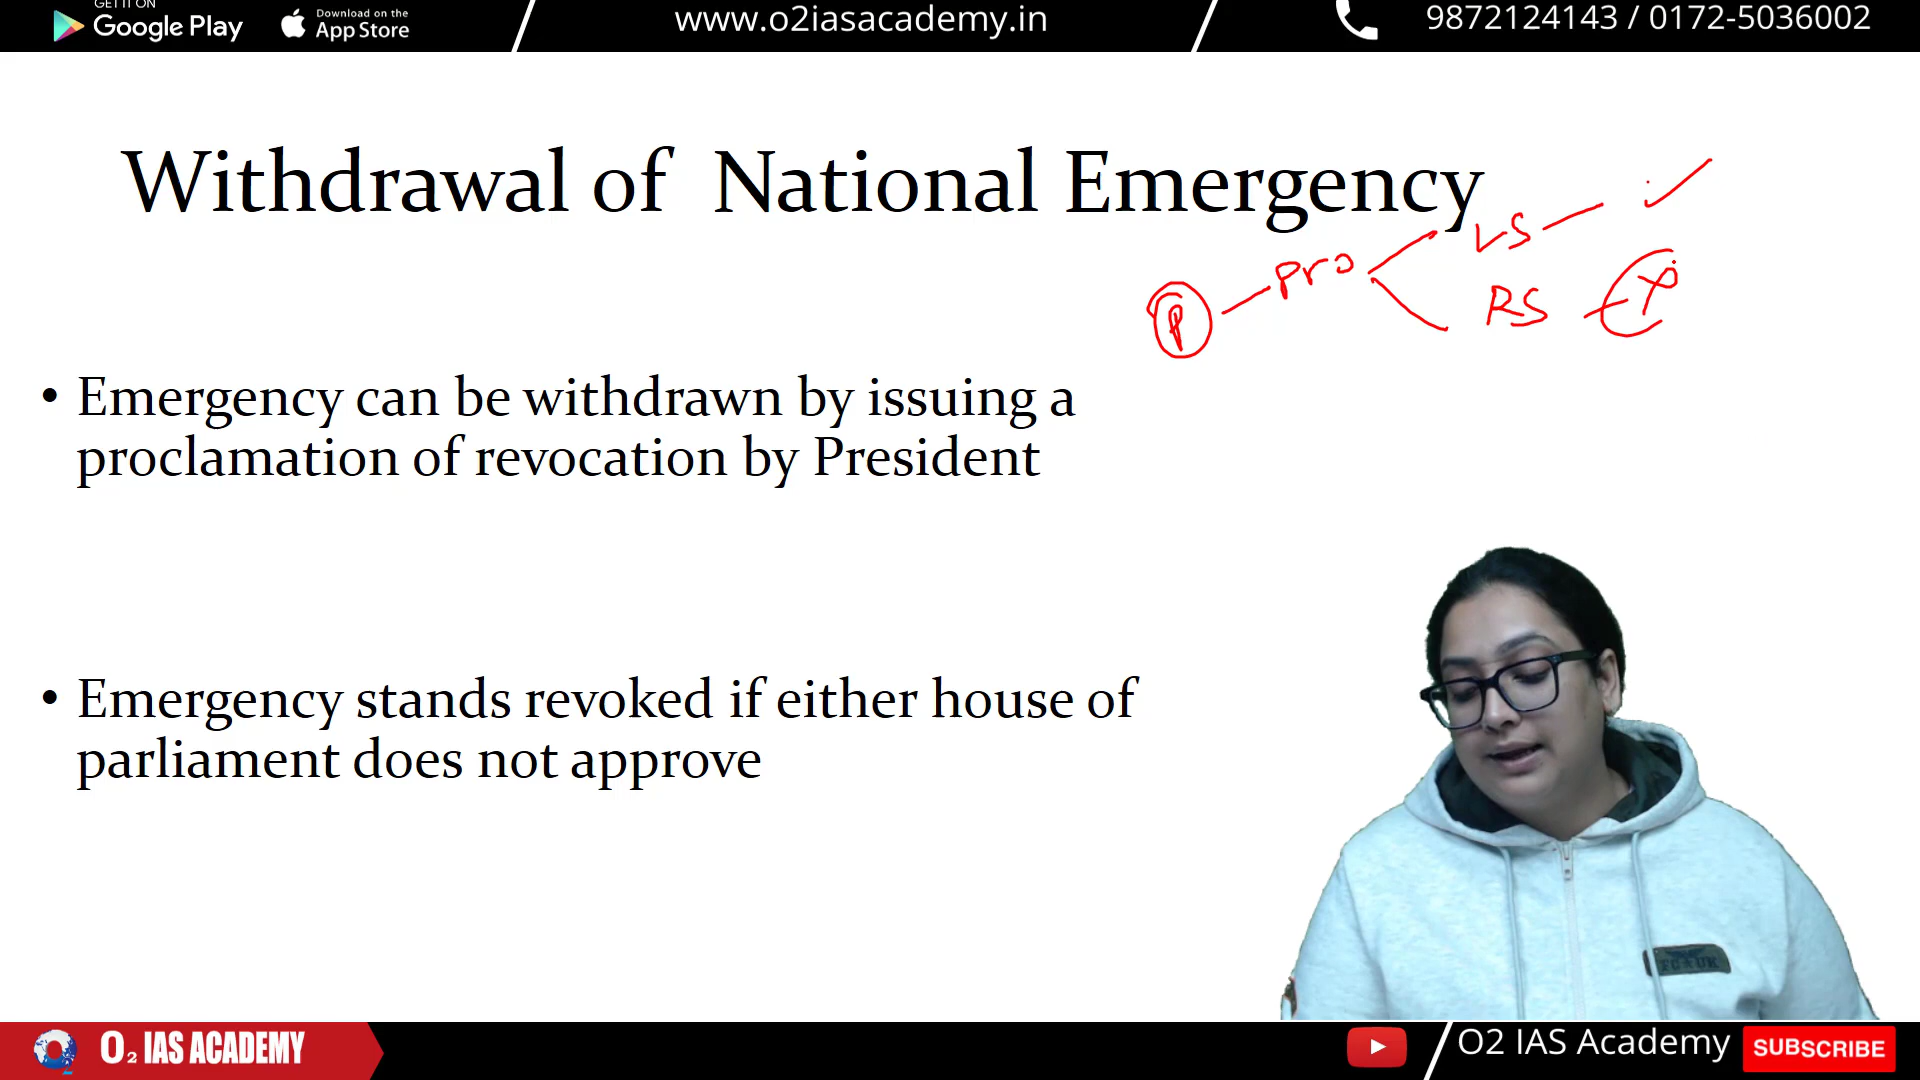 GET IT ON
Google Play
Download on the
App Store
www.o2iasacademy.in
9872124143 / 0172-5036002
Withdrawal of National Emergency
LS
Pro
P
RS
• Emergency can be withdrawn by issuing a
proclamation of revocation by President
• Emergency stands revoked if either house of
parliament does not approve
FCUK
O2 IAS ACADEMY
O2 IAS Academy
SUBSCRIBE